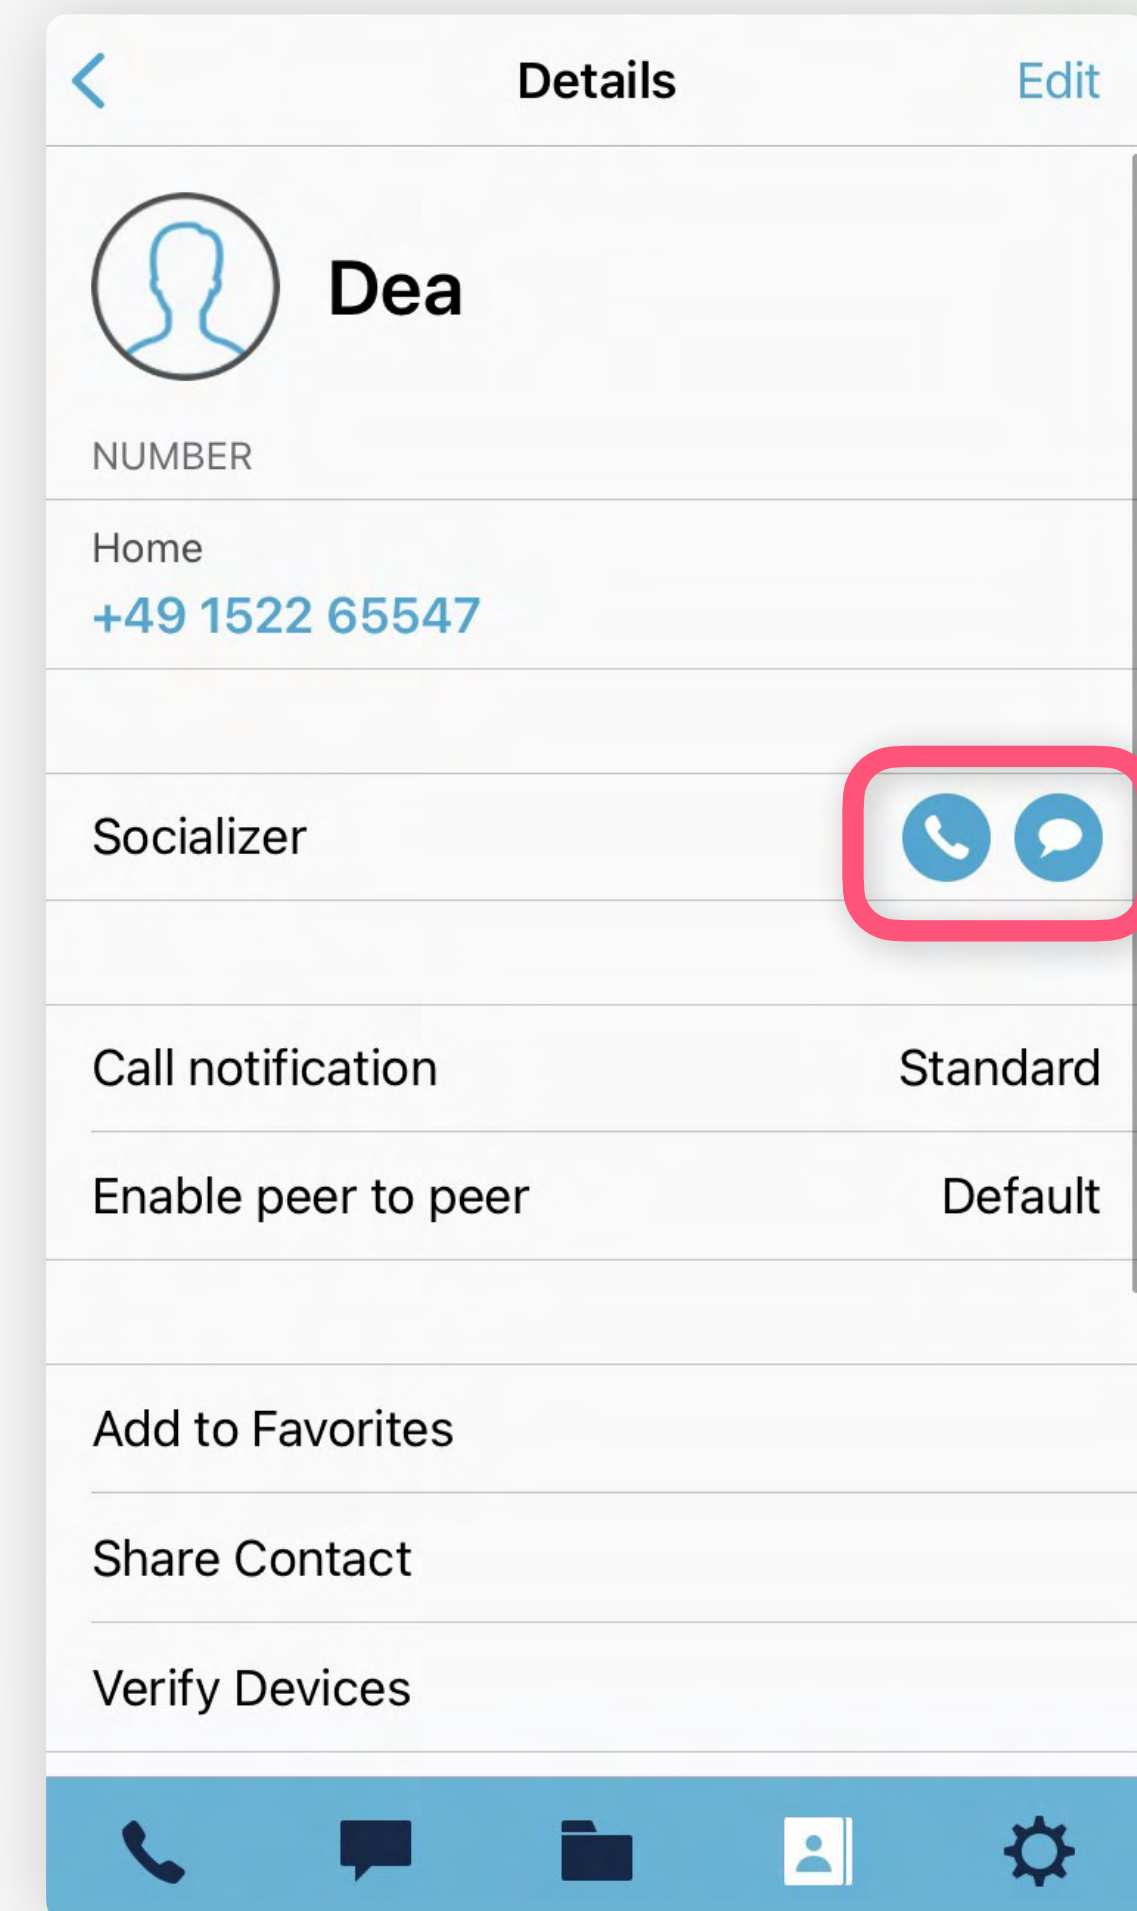 Details
Edit
Dea
NUMBER
Home
+49 1522 65547
Socializer
Call notification
Standard
Enable peer to peer
Default
Add to Favorites
Share Contact
Verify Devices